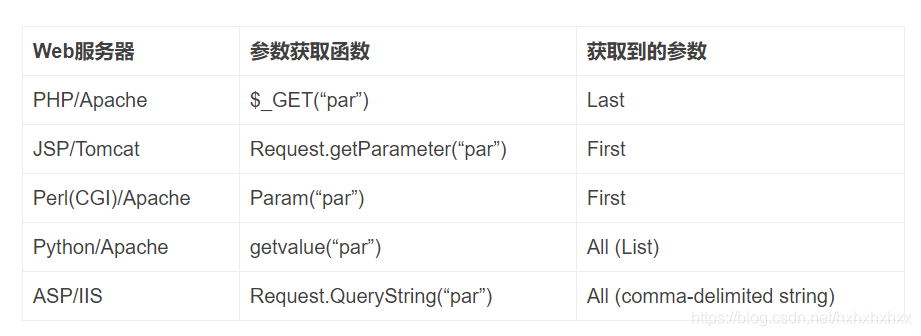 Web服务器 参数获取函数 获取到的参数
PHP/Apache $_GET(“par”) Last
JSP/Tomcat Request.getParameter(“par”) First
Perl(CGI)/Apache Param(“par”) First
Python/Apache getvalue(“par”) All (List)
ASP/IIS Request.QueryString(“par”) All (comma-delimited string)
https://blog.csdn.net/hxhxhxhxx